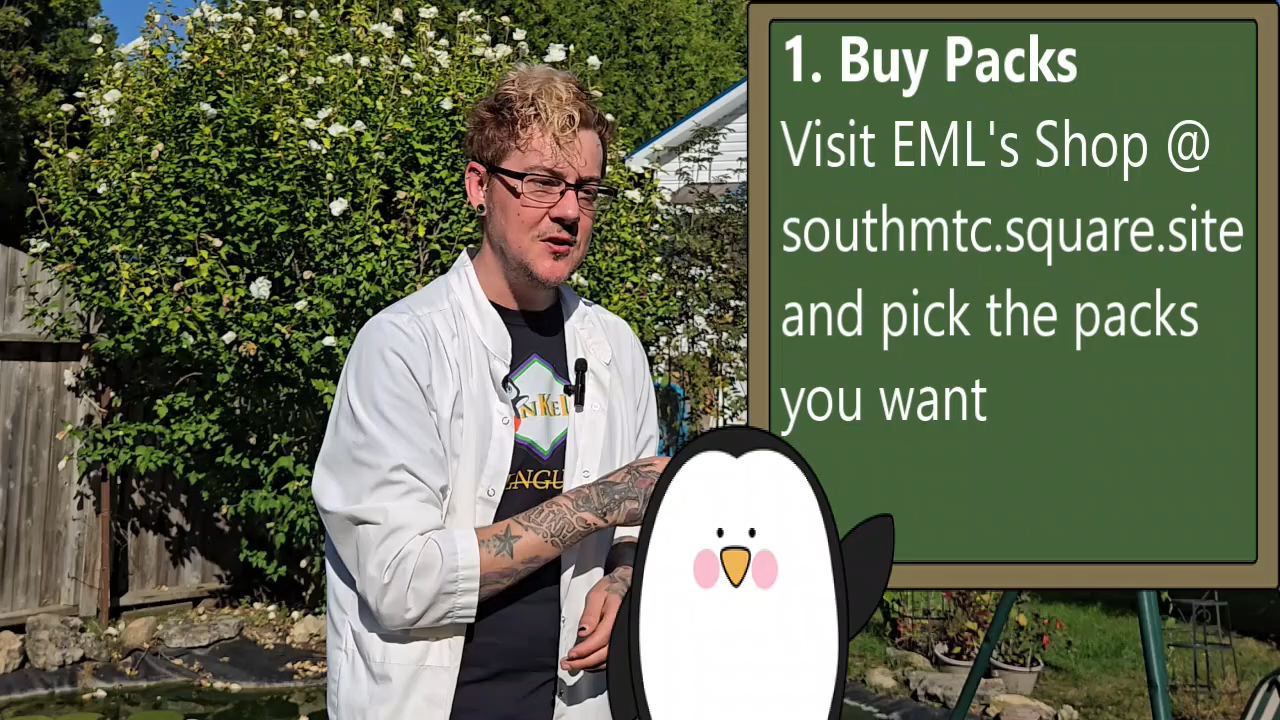 1. Buy Packs
Visit EML's Shop @
southmtc.square.site
and pick the packs
you want